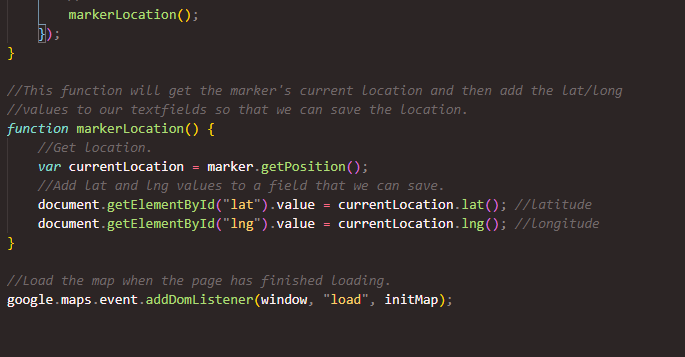 markerLocation();
});
}
//This function will get the marker's current location and then add the lat/long
//values to our textfields so that we can save the location.
function markerLocation() {
//Get location.
var currentLocation = marker.getPosition();
//Add lat and lng values to a field that we can save.
document.getElementById("lat").value = currentLocation.lat(); //latitude
document.getElementById("lng").value = currentLocation.lng(); //longitude
}
//Load the map when the page has finished loading.
google.maps.event.addDomListener(window, "load", initMap);